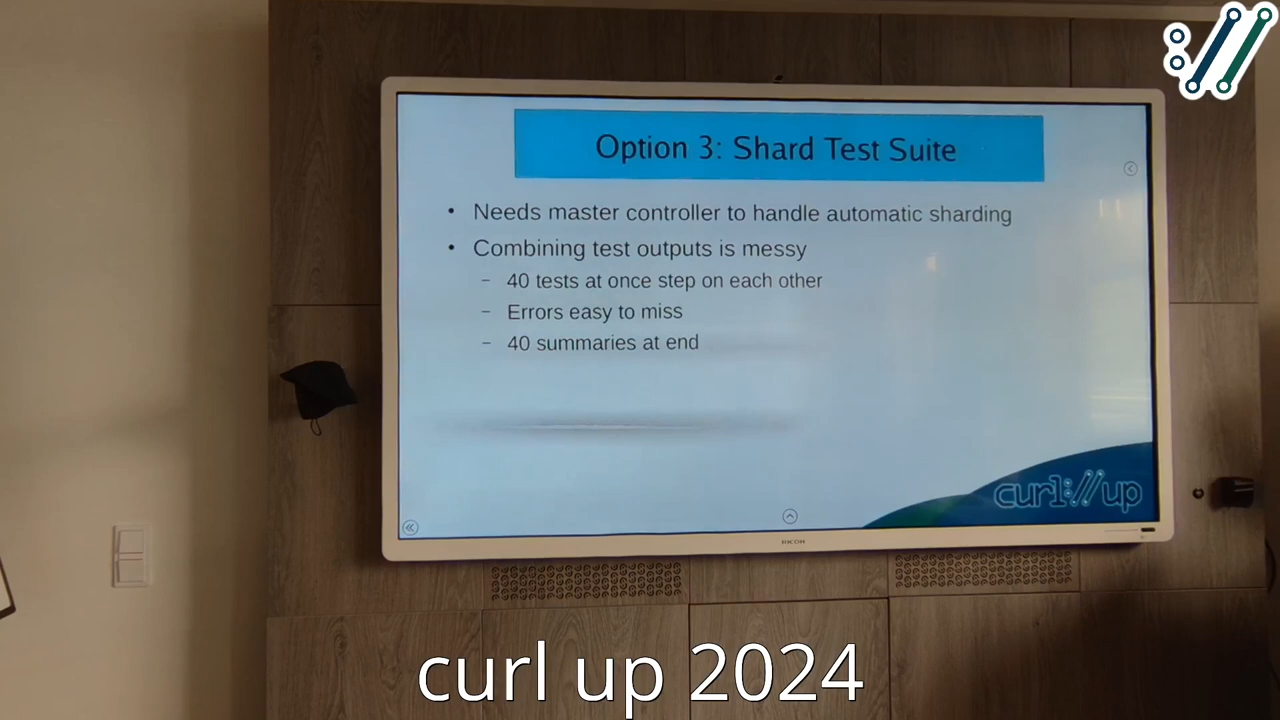 Option 3: Shard Test Suite
• Needs master controller to handle automatic sharding
• Combining test outputs is messy
– 40 tests at once step on each other
– Errors easy to miss
– 40 summaries at end
curl:// up
RICOH
curl up 2024